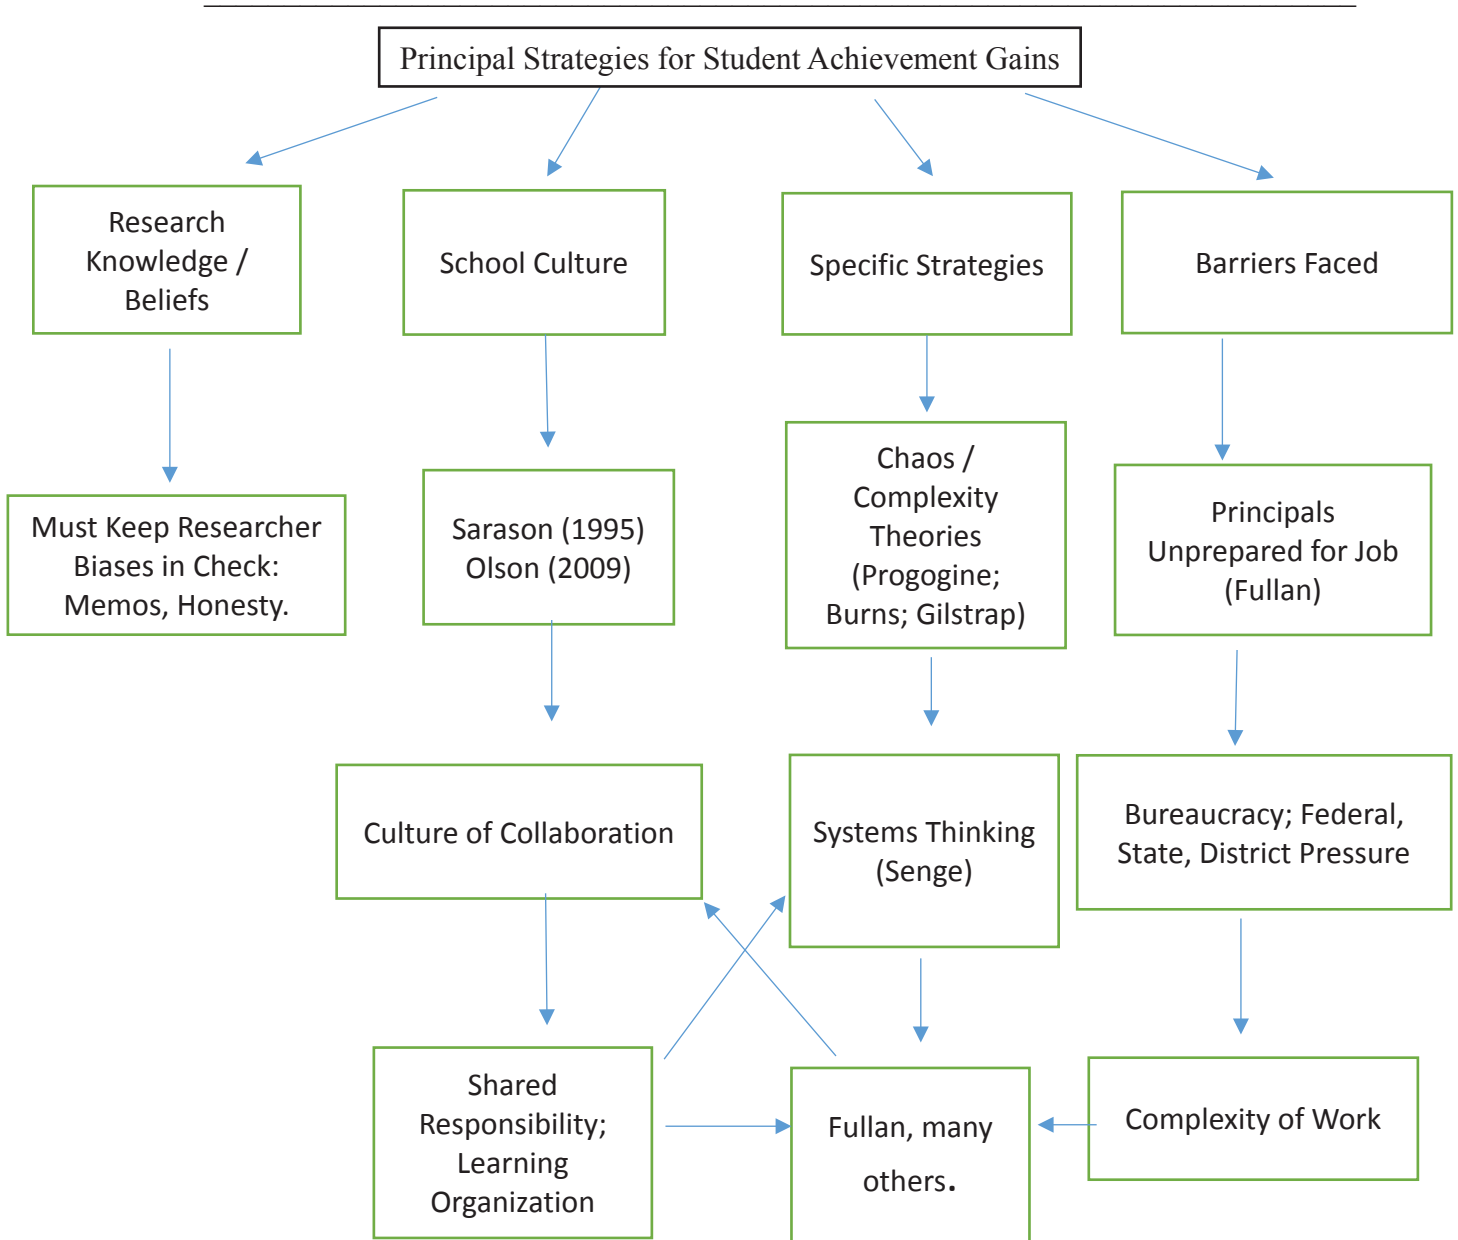 Principal Strategies for Student Achievement Gains
Research
Knowledge /
Beliefs
School Culture
Specific Strategies
Barriers Faced
Must Keep Researcher
Biases in Check:
Memos, Honesty.
Sarason (1995)
Olson (2009)
Chaos /
Complexity
Theories
(Progogine;
Burns; Gilstrap)
Principals
Unprepared for Job
(Fullan)
Culture of Collaboration
Systems Thinking
(Senge)
Bureaucracy; Federal,
State, District Pressure
Shared
Responsibility;
Learning
Organization
Fullan, many
others.
Complexity of Work